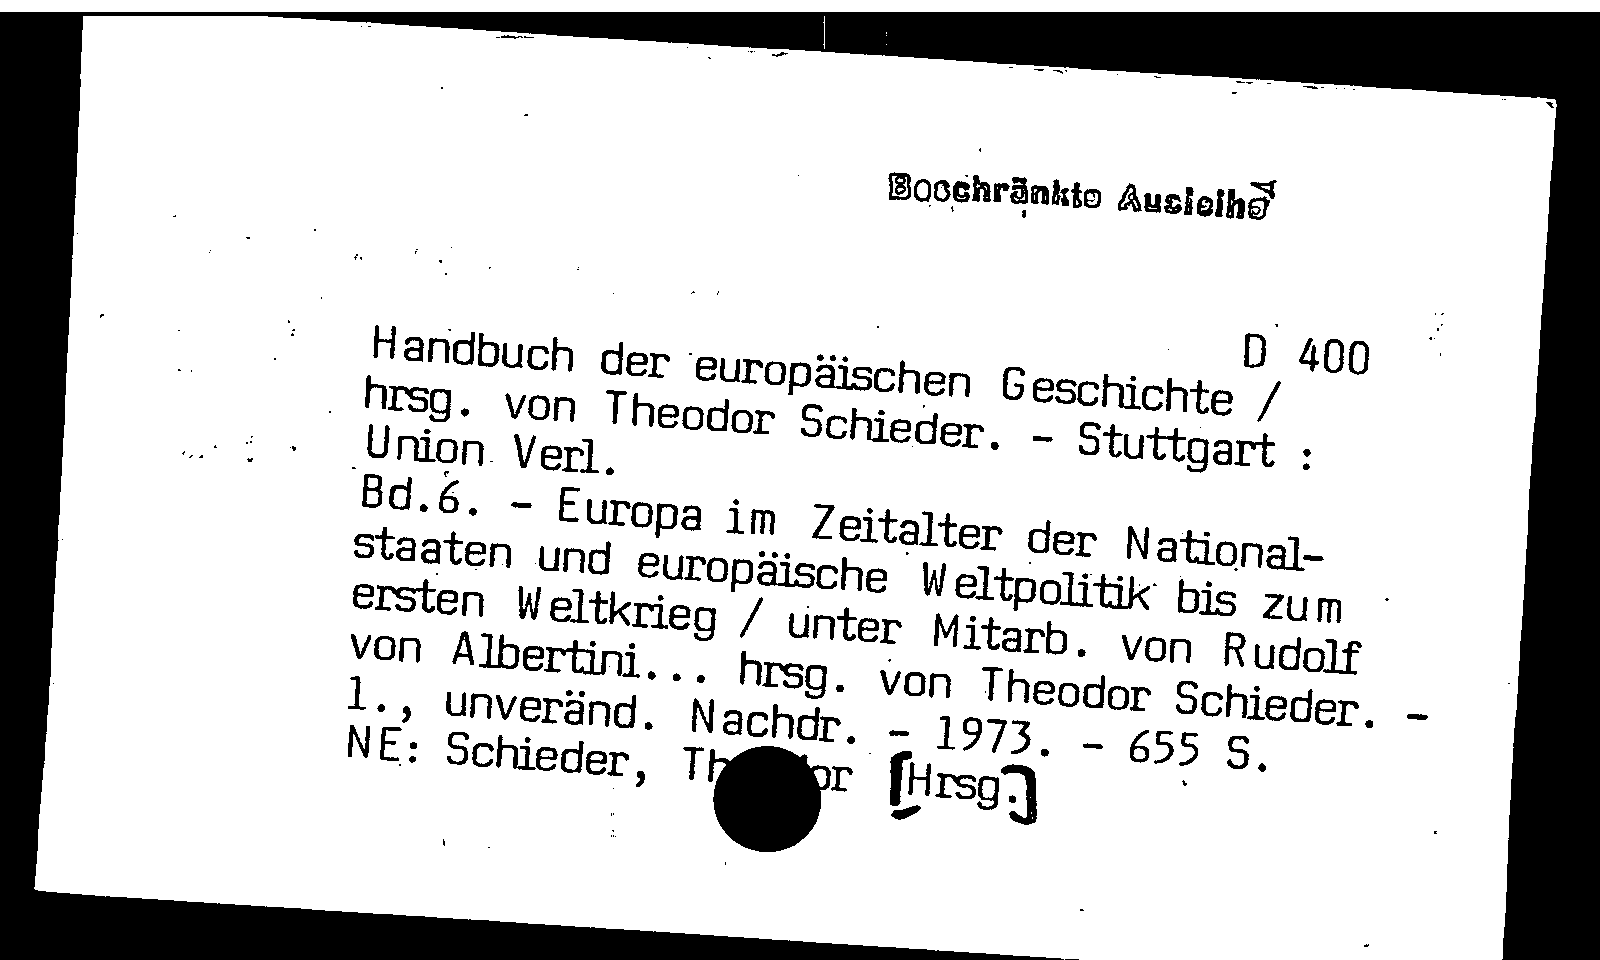 Beschränkte Ausleihe
D 400
Handbuch der europäischen Geschichte /
hrsg. von Theodor Schieder. - Stuttgart :
Union Verl.
Bd.6. - Europa im Zeitalter der National-
staaten und europäische Weltpolitik bis zum
ersten Weltkrieg / unter Mitarb. von Rudolf
von Albertini... hrsg. von Theodor Schieder. -
1., unveränd. Nachdr. - 1973. - 655 S.
NE: Schieder, Theodor [Hrsg.]